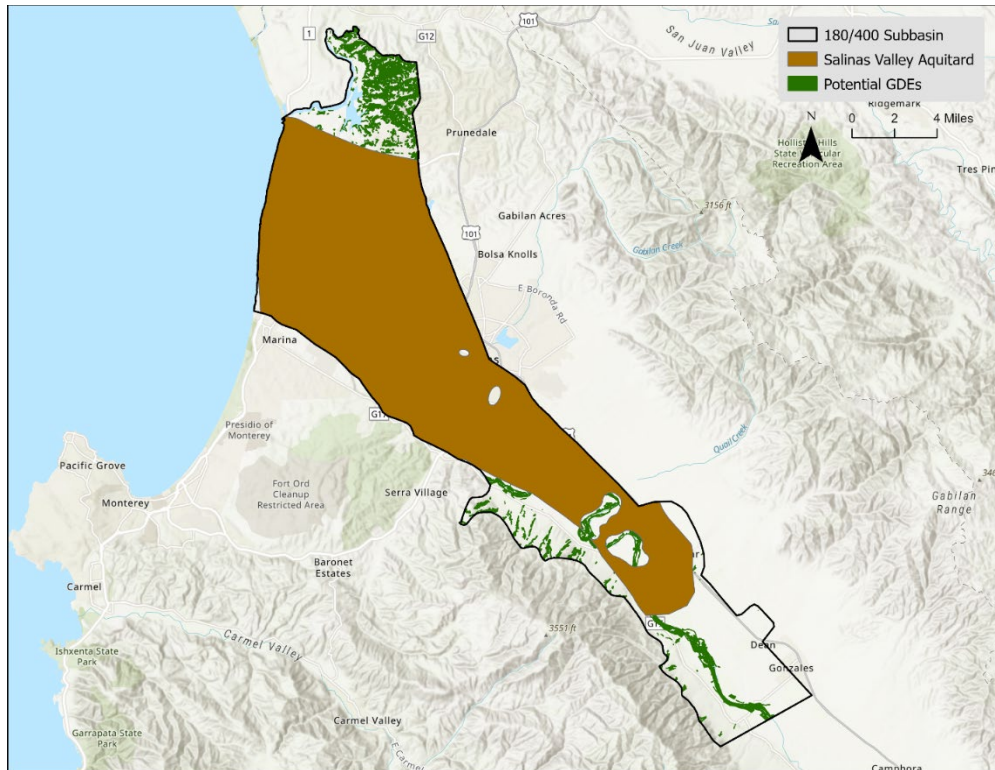 180/400 Subbasin
Salinas Valley Aquitard
Potential GDEs
N
0 2 4 Miles
1
G12
101
San Juan Valley
Ridgemark
Prunedale
Hollister Hills
State Vehicular
Recreation Area
Tres Pin
3156 ft
Gabilan Acres
101
Gabilan Creek
Bolsa Knolls
E Boronda Rd
Marina
G17
Presidio of
Monterey
Quail Creek
Pacific Grove
Fort Ord
Cleanup
Restricted Area
Serra Village
Monterey
Gabilan
Range
Baronet
Estates
Carmel
3551 ft
Carmel Valley
Dean
Ishxenta State
Park
Gonzales
Carmel Valley
Garrapata State
Park
E Carmel
Camphora